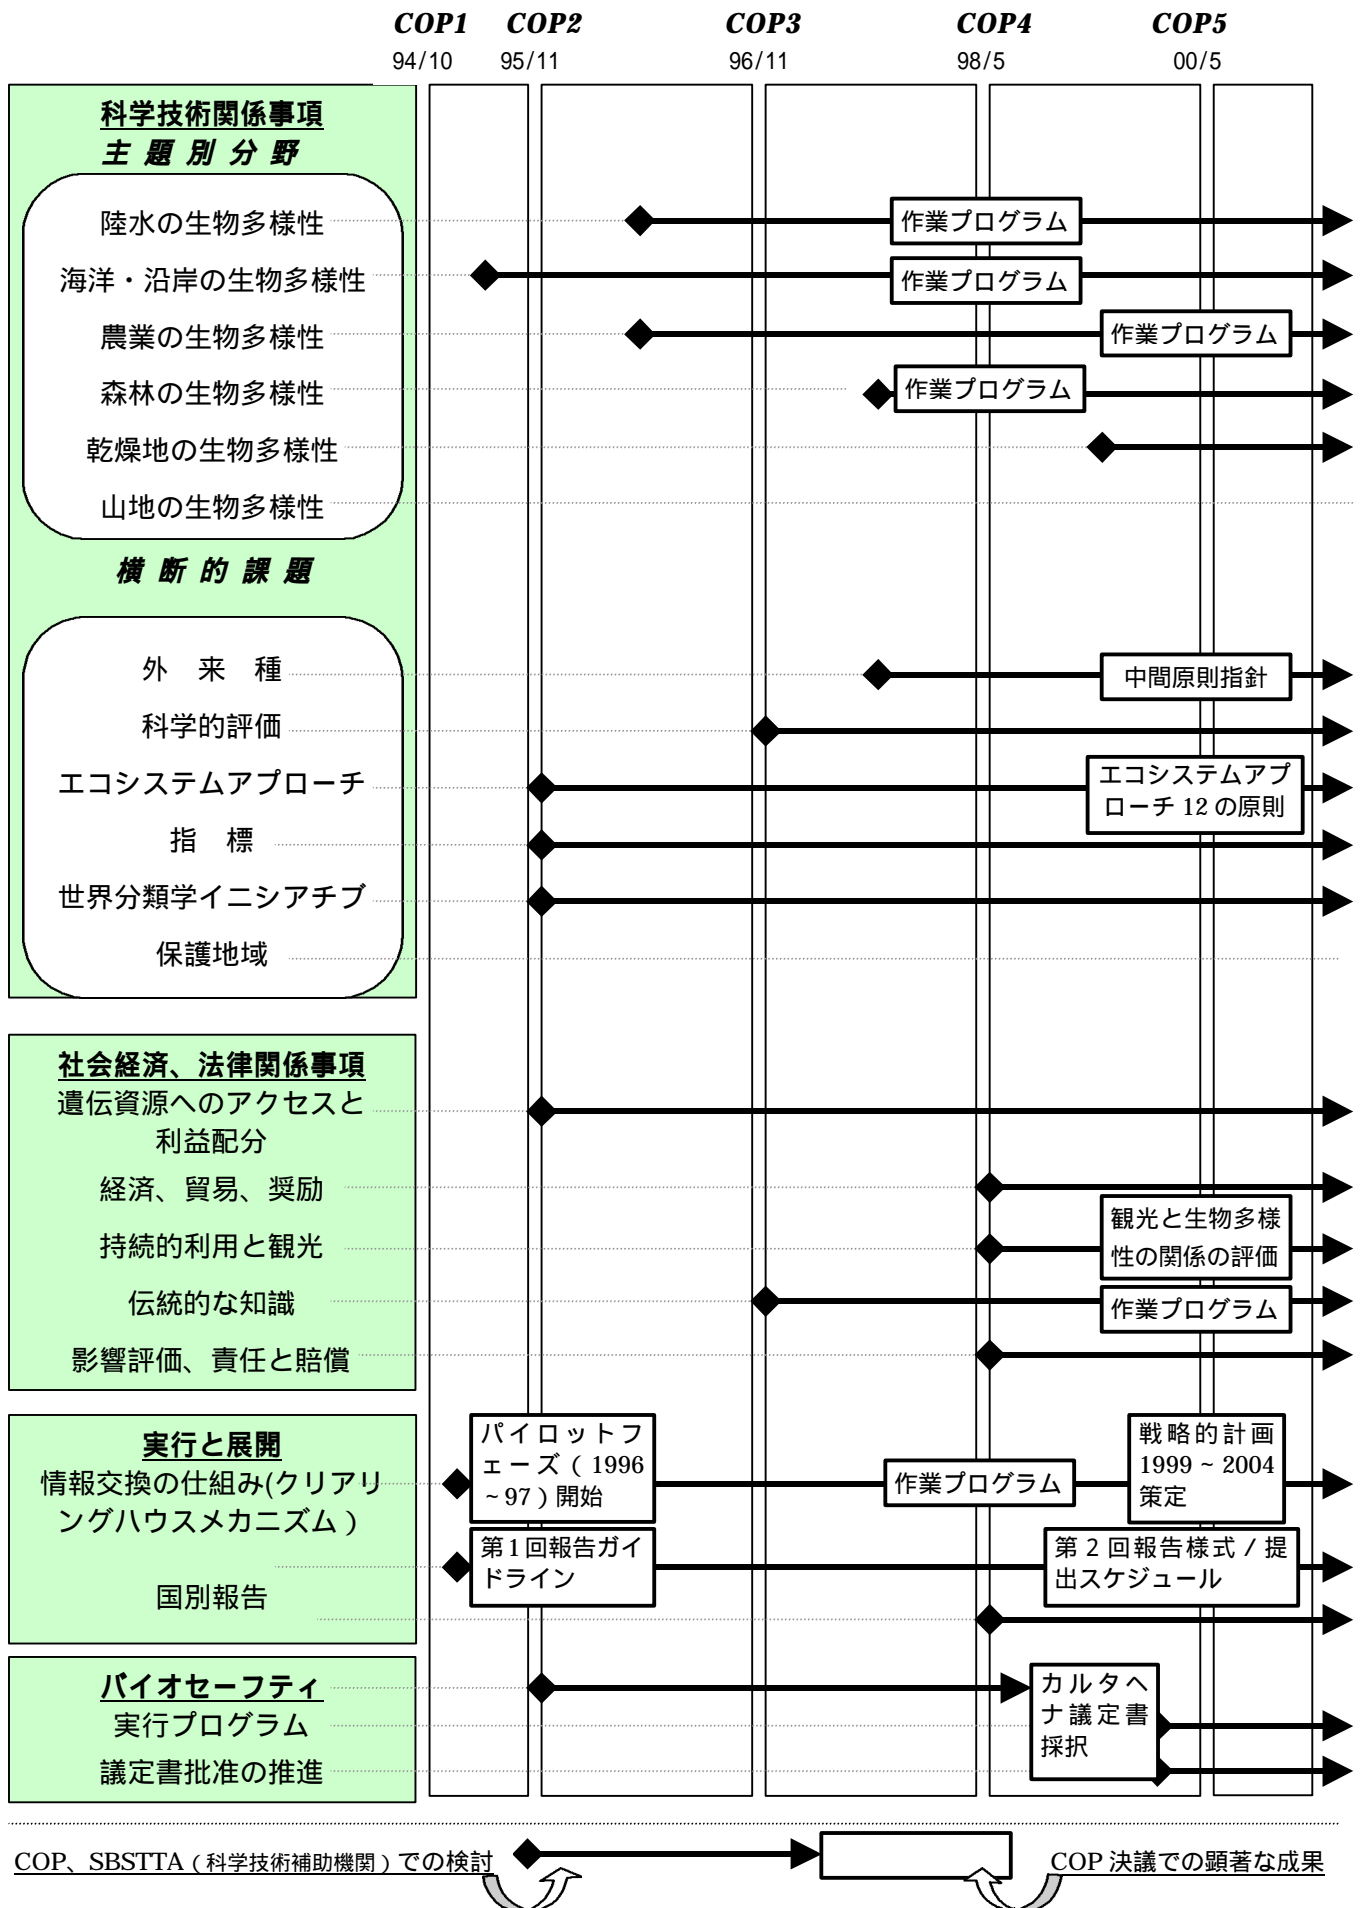 COP1 COP2 COP3 COP4 COP5
94/10 95/11 96/11 98/5 00/5
科学技術関係事項
主題別分野
陸水の生物多様性
作業プログラム
海洋・沿岸の生物多様性
作業プログラム
農業の生物多様性
作業プログラム
森林の生物多様性
作業プログラム
乾燥地の生物多様性
山地の生物多様性
横断的課題
外 来 種
中間原則指針
科学的評価
エコシステムアプローチ
エコシステムアプ
ローチ 12 の原則
指 標
世界分類学イニシアチブ
保護地域
社会経済、法律関係事項
遺伝資源へのアクセスと
利益配分
経済、貿易、奨励
持続的利用と観光
観光と生物多様
性の関係の評価
伝統的な知識
作業プログラム
影響評価、責任と賠償
実行と展開
情報交換の仕組み(クリアリ
ングハウスメカニズム）
パイロットフ
ェーズ（1996
～97）開始
作業プログラム
戦略的計画
1999～2004
策定
国別報告
第1回報告ガイ
ドライン
第２回報告様式／提
出スケジュール
バイオセーフティ
実行プログラム
議定書批准の推進
カルタヘ
ナ議定書
採択
COP、SBSTTA（科学技術補助機関）での検討
COP 決議での顕著な成果